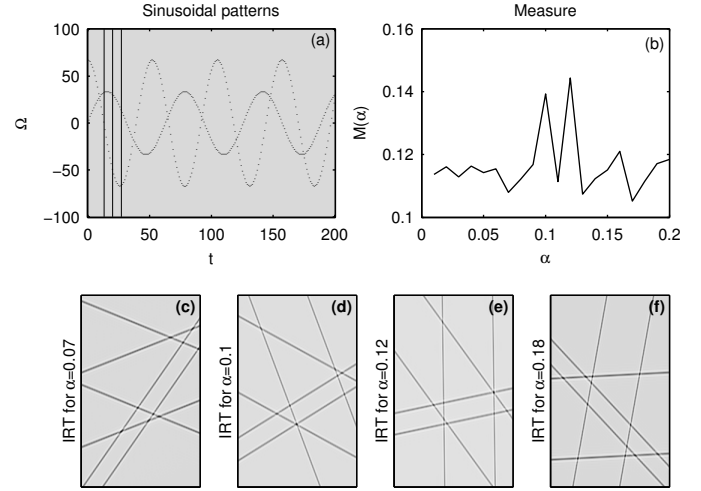 Sinusoidal patterns
Measure
100
50
0
−50
−100
Ω
(a)
0
50
100
150
200
t
0.16
0.14
0.12
0.1
M(α)
(b)
0
0.05
0.1
0.15
0.2
α
IRT for α=0.07
(c)
IRT for α=0.1
(d)
IRT for α=0.12
(e)
IRT for α=0.18
(f)